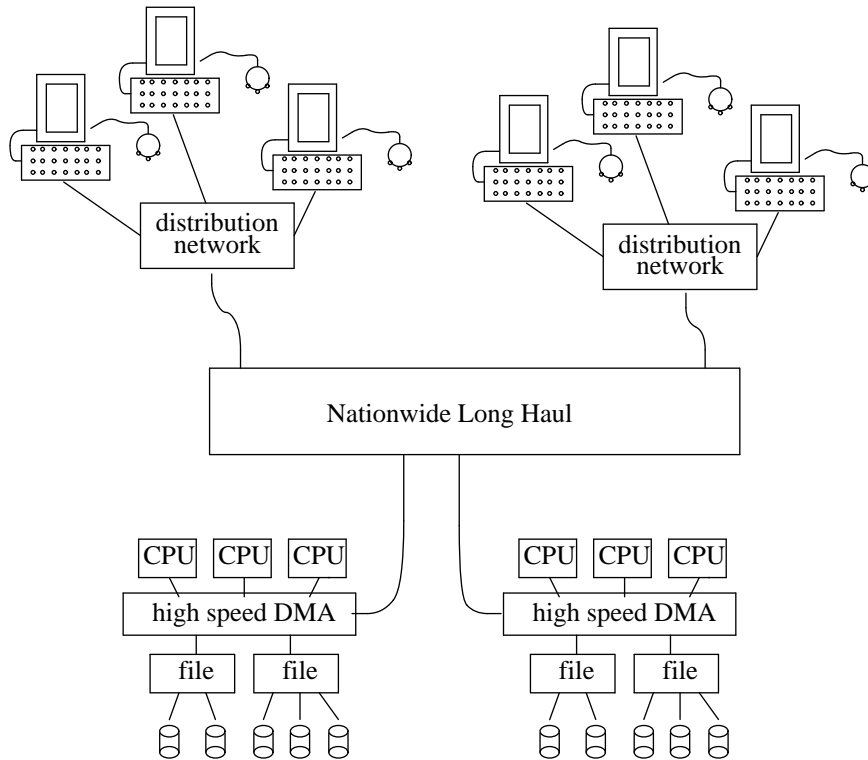 distribution
network
distribution
network
Nationwide Long Haul
CPU CPU CPU
CPU CPU CPU
high speed DMA
high speed DMA
file file
file file